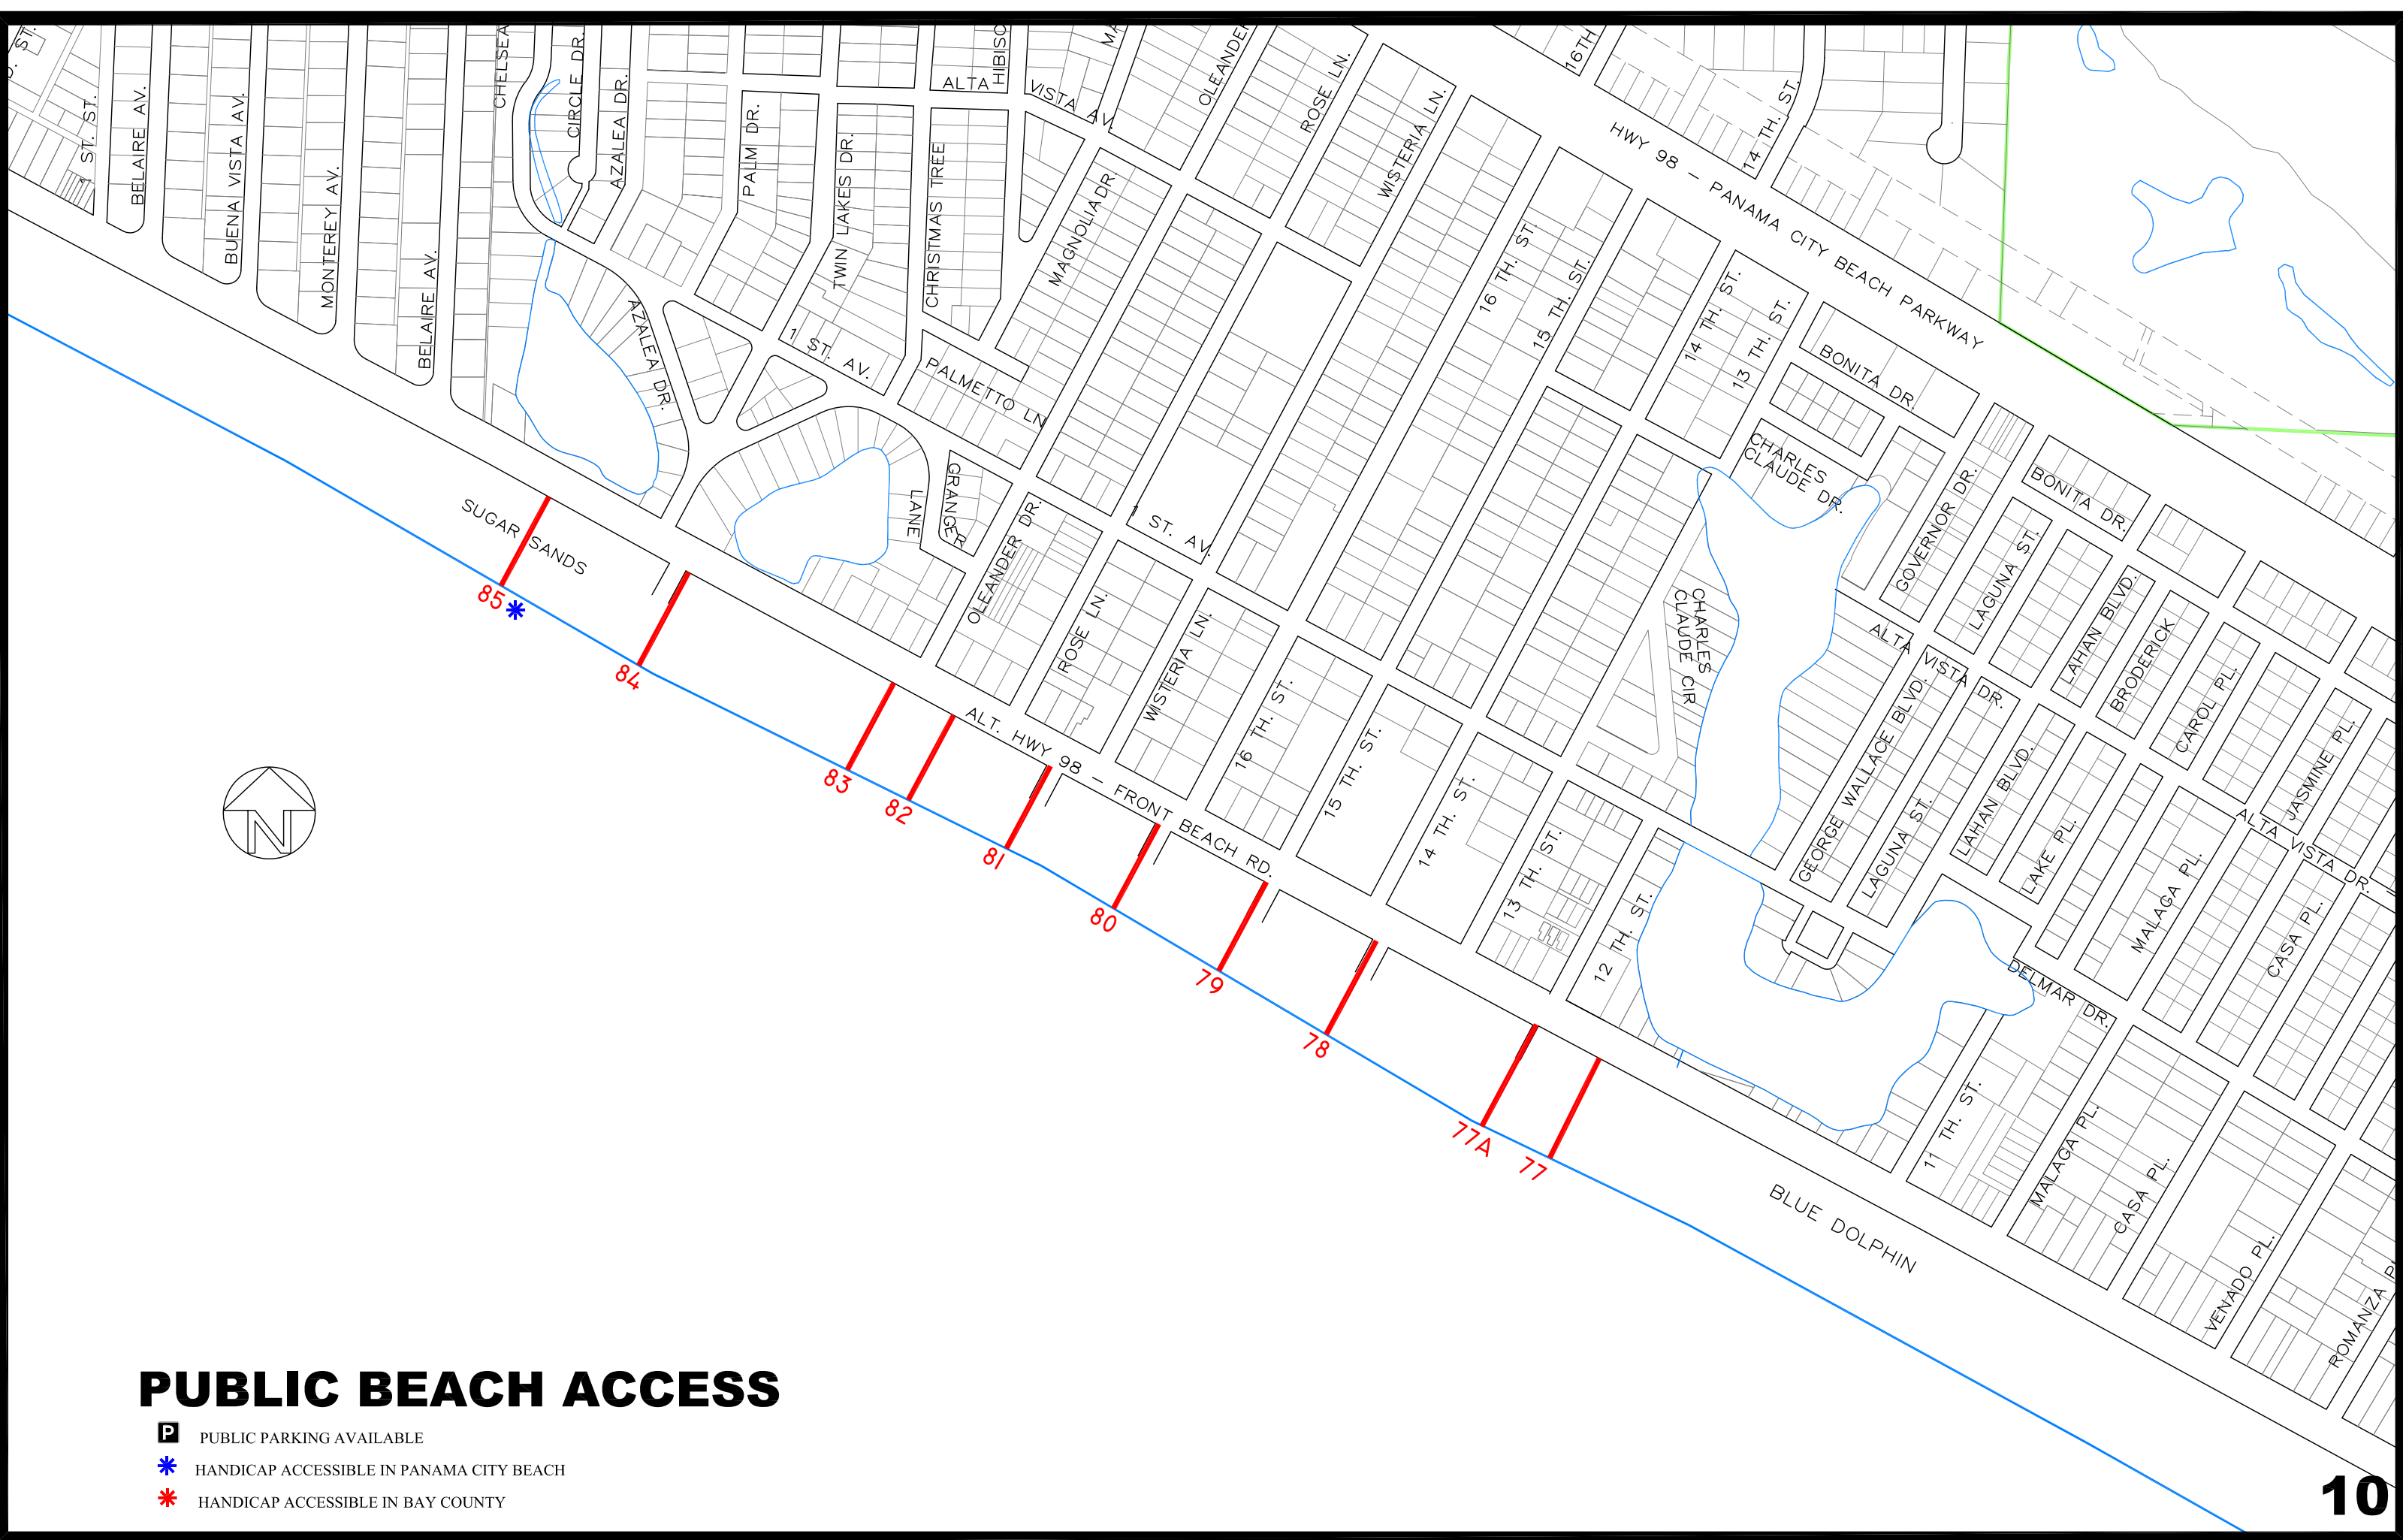 ST.
1 ST. ST.
BELAIRE AV.
BUENA VISTA AV.
MONTEREY AV.
BELAIRE AV.
CHELSEA
CIRCLE DR.
AZALEA DR.
PALM DR.
TWIN LAKES DR.
CHRISTMAS TREE
HIBISC
ALTA
VISTA AV.
MAGNOLIA DR.
OLEANDER
ROSE LN.
WISTERIA LN.
16TH
14 TH. ST.
HWY 98 - PANAMA CITY BEACH PARKWAY
16 TH. ST.
15 TH. ST.
14 TH. ST.
13 TH. ST.
BONITA DR.
CHARLES
CLAUDE DR.
GOVERNOR DR.
BONITA DR.
LAGUNA ST.
LAHAN BLVD.
BRODERICK
CAROL PL.
JASMINE PL.
AZALEA DR.
1 ST. AV.
PALMETTO LN
GRANGER
LANE
OLEANDER DR.
1 ST. AV.
ROSE LN.
WISTERIA LN.
16 TH. ST.
15 TH. ST.
14 TH. ST.
13 TH. ST.
12 TH. ST.
CHARLES
CLAUDE CIR
ALTA VISTA DR.
GEORGE WALLACE BLVD.
LAGUNA ST.
LAHAN BLVD.
LAKE PL.
MALAGA PL.
ALTA VISTA DR.
CASA PL.
DELMAR DR.
11 TH. ST.
MALAGA PL.
CASA PL.
VENADO PL.
ROMANZA P
SUGAR SANDS
ALT. HWY 98 - FRONT BEACH RD.
BLUE DOLPHIN
85
84
83
82
81
80
79
78
77A
77
N
PUBLIC BEACH ACCESS
P PUBLIC PARKING AVAILABLE
HANDICAP ACCESSIBLE IN PANAMA CITY BEACH
HANDICAP ACCESSIBLE IN BAY COUNTY
10